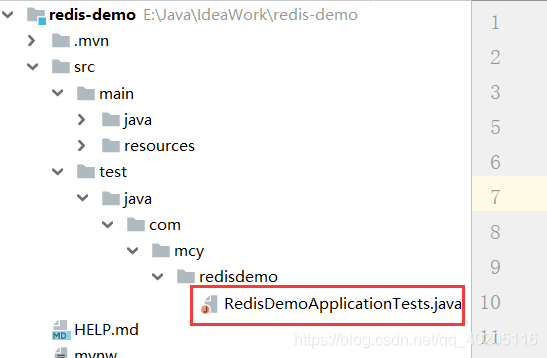 redis-demo E:\Java\IdeaWork\redis-demo
.mvn
src
main
java
resources
test
java
com
mcy
redisdemo
RedisDemoApplicationTests.java
HELP.md
mvnw
1
2
3
5
6
7
8
9
10
11
https://blog.csdn.net/qq_40205116